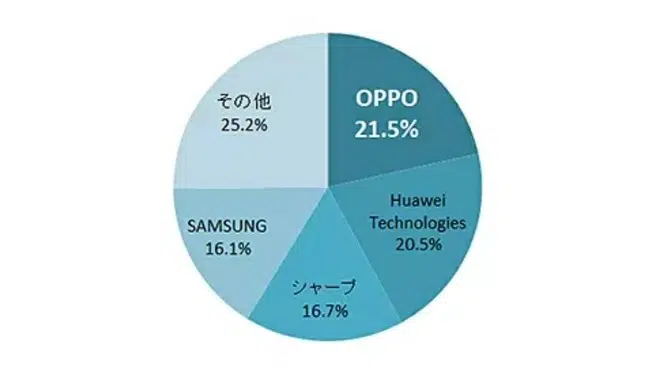 OPPO
21.5%
Huawei
Technologies
20.5%
シャープ
16.7%
SAMSUNG
16.1%
その他
25.2%